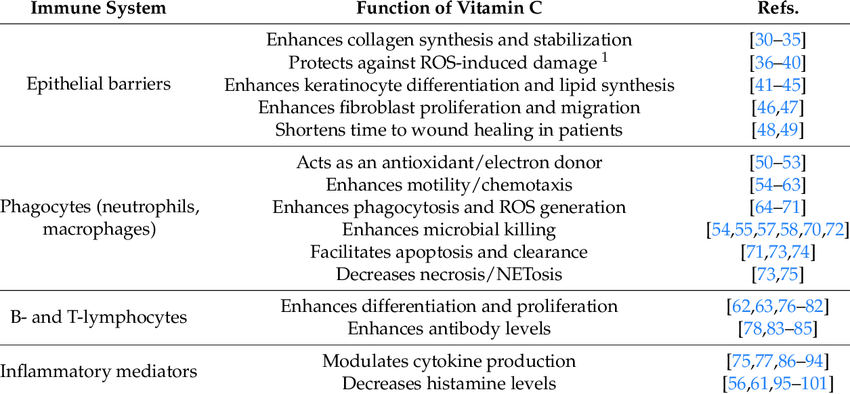 Immune System Function of Vitamin C Refs.
Enhances collagen synthesis and stabilization [30–35]
Protects against ROS-induced damage 1 [36–40]
Epithelial barriers Enhances keratinocyte differentiation and lipid synthesis [41–45]
Enhances fibroblast proliferation and migration [46,47]
Shortens time to wound healing in patients [48,49]
Acts as an antioxidant/electron donor [50–53]
Enhances motility/chemotaxis [54–63]
Phagocytes (neutrophils, Enhances phagocytosis and ROS generation [64–71]
macrophages) Enhances microbial killing [54,55,57,58,70,72]
Facilitates apoptosis and clearance [71,73,74]
Decreases necrosis/NETosis [73,75]
B- and T-lymphocytes Enhances differentiation and proliferation [62,63,76–82]
Enhances antibody levels [78,83–85]
Inflammatory mediators Modulates cytokine production [75,77,86–94]
Decreases histamine levels [56,61,95–101]